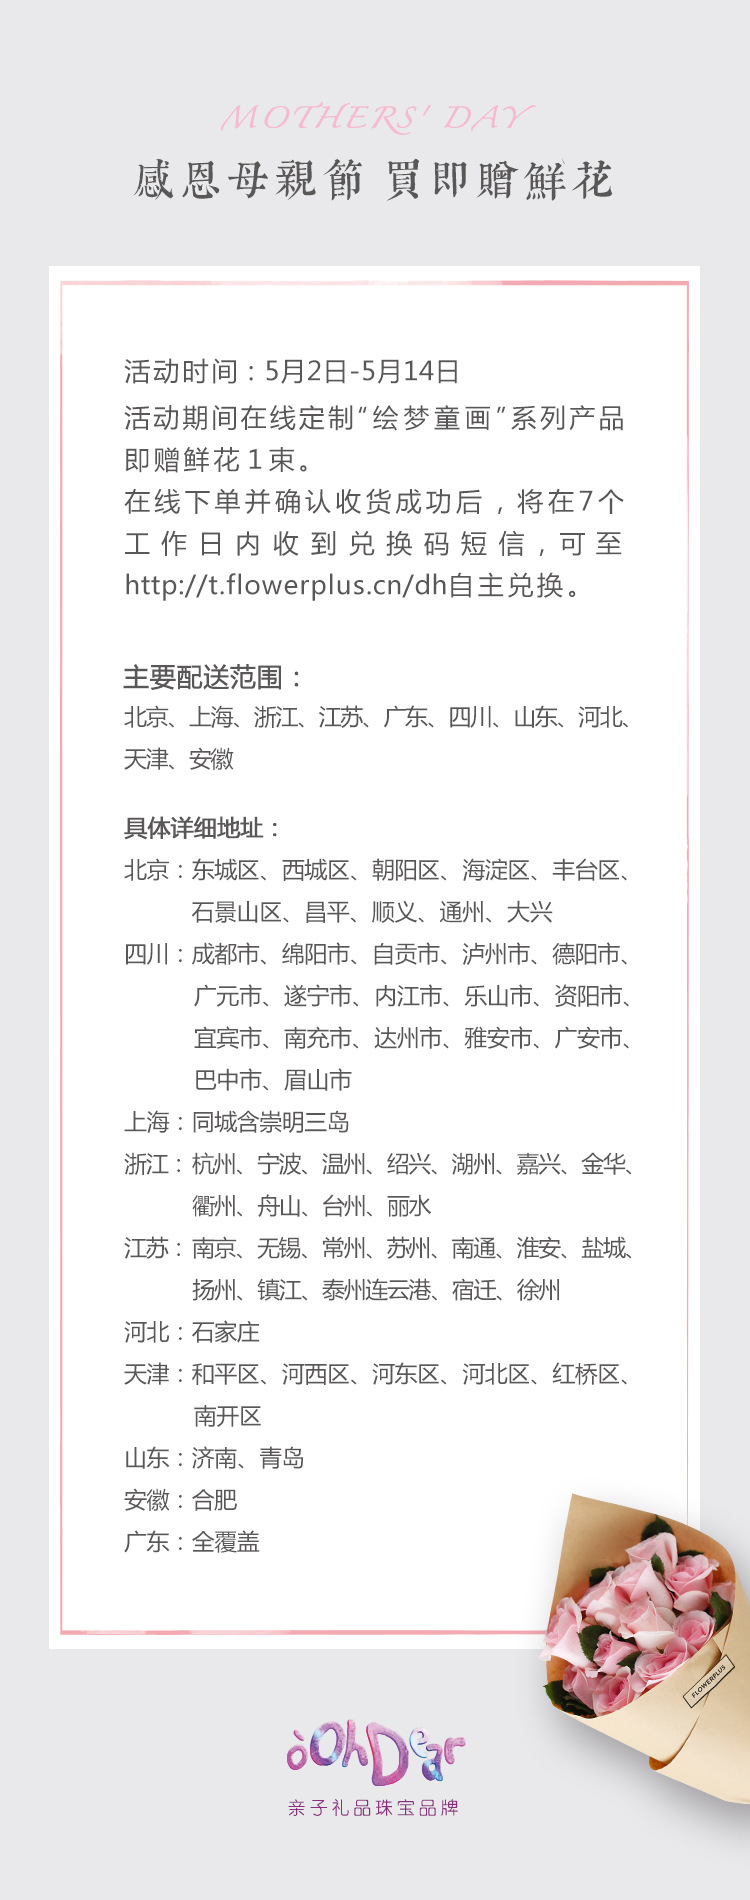 MOTHERS' DAY
感恩母親節 買即贈鮮花
活动时间：5月2日-5月14日
活动期间在线定制“绘梦童画”系列产品
即赠鲜花1束。
在线下单并确认收货成功后，将在7个
工作日内收到兑换码短信，可至
http://t.flowerplus.cn/dh自主兑换。
主要配送范围：
北京、上海、浙江、江苏、广东、四川、山东、河北、
天津、安徽
具体详细地址：
北京：东城区、西城区、朝阳区、海淀区、丰台区、
石景山区、昌平、顺义、通州、大兴
四川：成都市、绵阳市、自贡市、泸州市、德阳市、
广元市、遂宁市、内江市、乐山市、资阳市、
宜宾市、南充市、达州市、雅安市、广安市、
巴中市、眉山市
上海：同城含崇明三岛
浙江：杭州、宁波、温州、绍兴、湖州、嘉兴、金华、
衢州、舟山、台州、丽水
江苏：南京、无锡、常州、苏州、南通、淮安、盐城、
扬州、镇江、泰州连云港、宿迁、徐州
河北：石家庄
天津：和平区、河西区、河东区、河北区、红桥区、
南开区
山东：济南、青岛
安徽：合肥
广东：全覆盖
FLOWERPLUS
òOhDear
亲子礼品珠宝品牌